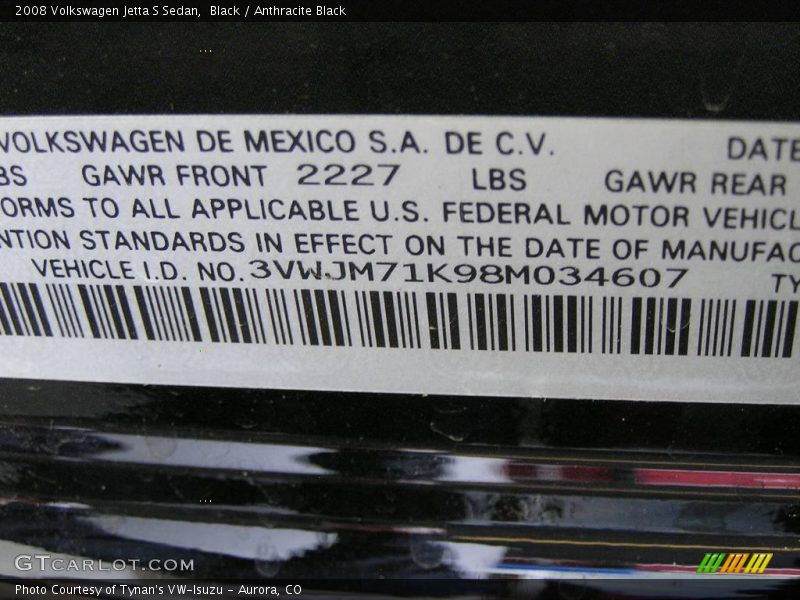 2008 Volkswagen Jetta S Sedan, Black / Anthracite Black
VOLKSWAGEN DE MEXICO S.A. DE C.V. DATE
BS GAWR FRONT 2227 LBS GAWR REAR
ORMS TO ALL APPLICABLE U.S. FEDERAL MOTOR VEHICL
NTION STANDARDS IN EFFECT ON THE DATE OF MANUFAC
VEHICLE I.D. NO. 3VWJM71K98M034607 TY
GTCARLOT.COM
Photo Courtesy of Tynan's VW-Isuzu - Aurora, CO